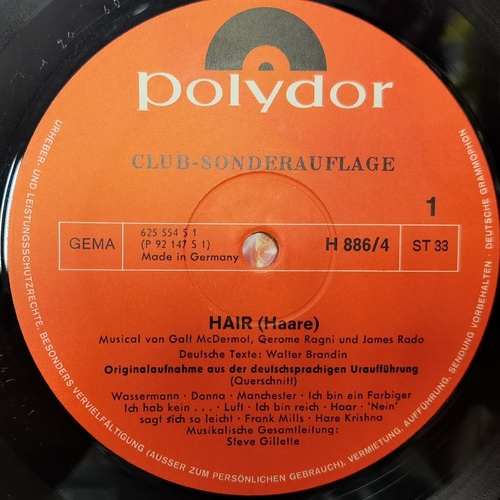 polydor
CLUB-SONDERAUFLAGE
1
GEMA
625 554 S 1
(P 92 147 S 1)
Made in Germany
H 886/4
ST 33
HAIR (Haare)
Musical von Galt McDermot, Gerome Ragni und James Rado
Deutsche Texte: Walter Brandin
Originalaufnahme aus der deutschsprachigen Uraufführung
(Querschnitt)
Wassermann · Donna · Manchester · Ich bin ein Farbiger
Ich hab kein . . . · Luft · Ich bin reich · Haar · 'Nein'
sagt sich so leicht! · Frank Mills · Hare Krishna
Musikalische Gesamtleitung:
Steve Gillette
URHEBER- UND LEISTUNGSSCHUTZRECHTE, BESONDERS VERVIELFÄLTIGUNG (AUSSER ZUM PERSÖNLICHEN GEBRAUCH), VERMIETUNG, AUFFÜHRUNG, SENDUNG VORBEHALTEN · DEUTSCHE GRAMMOPHON